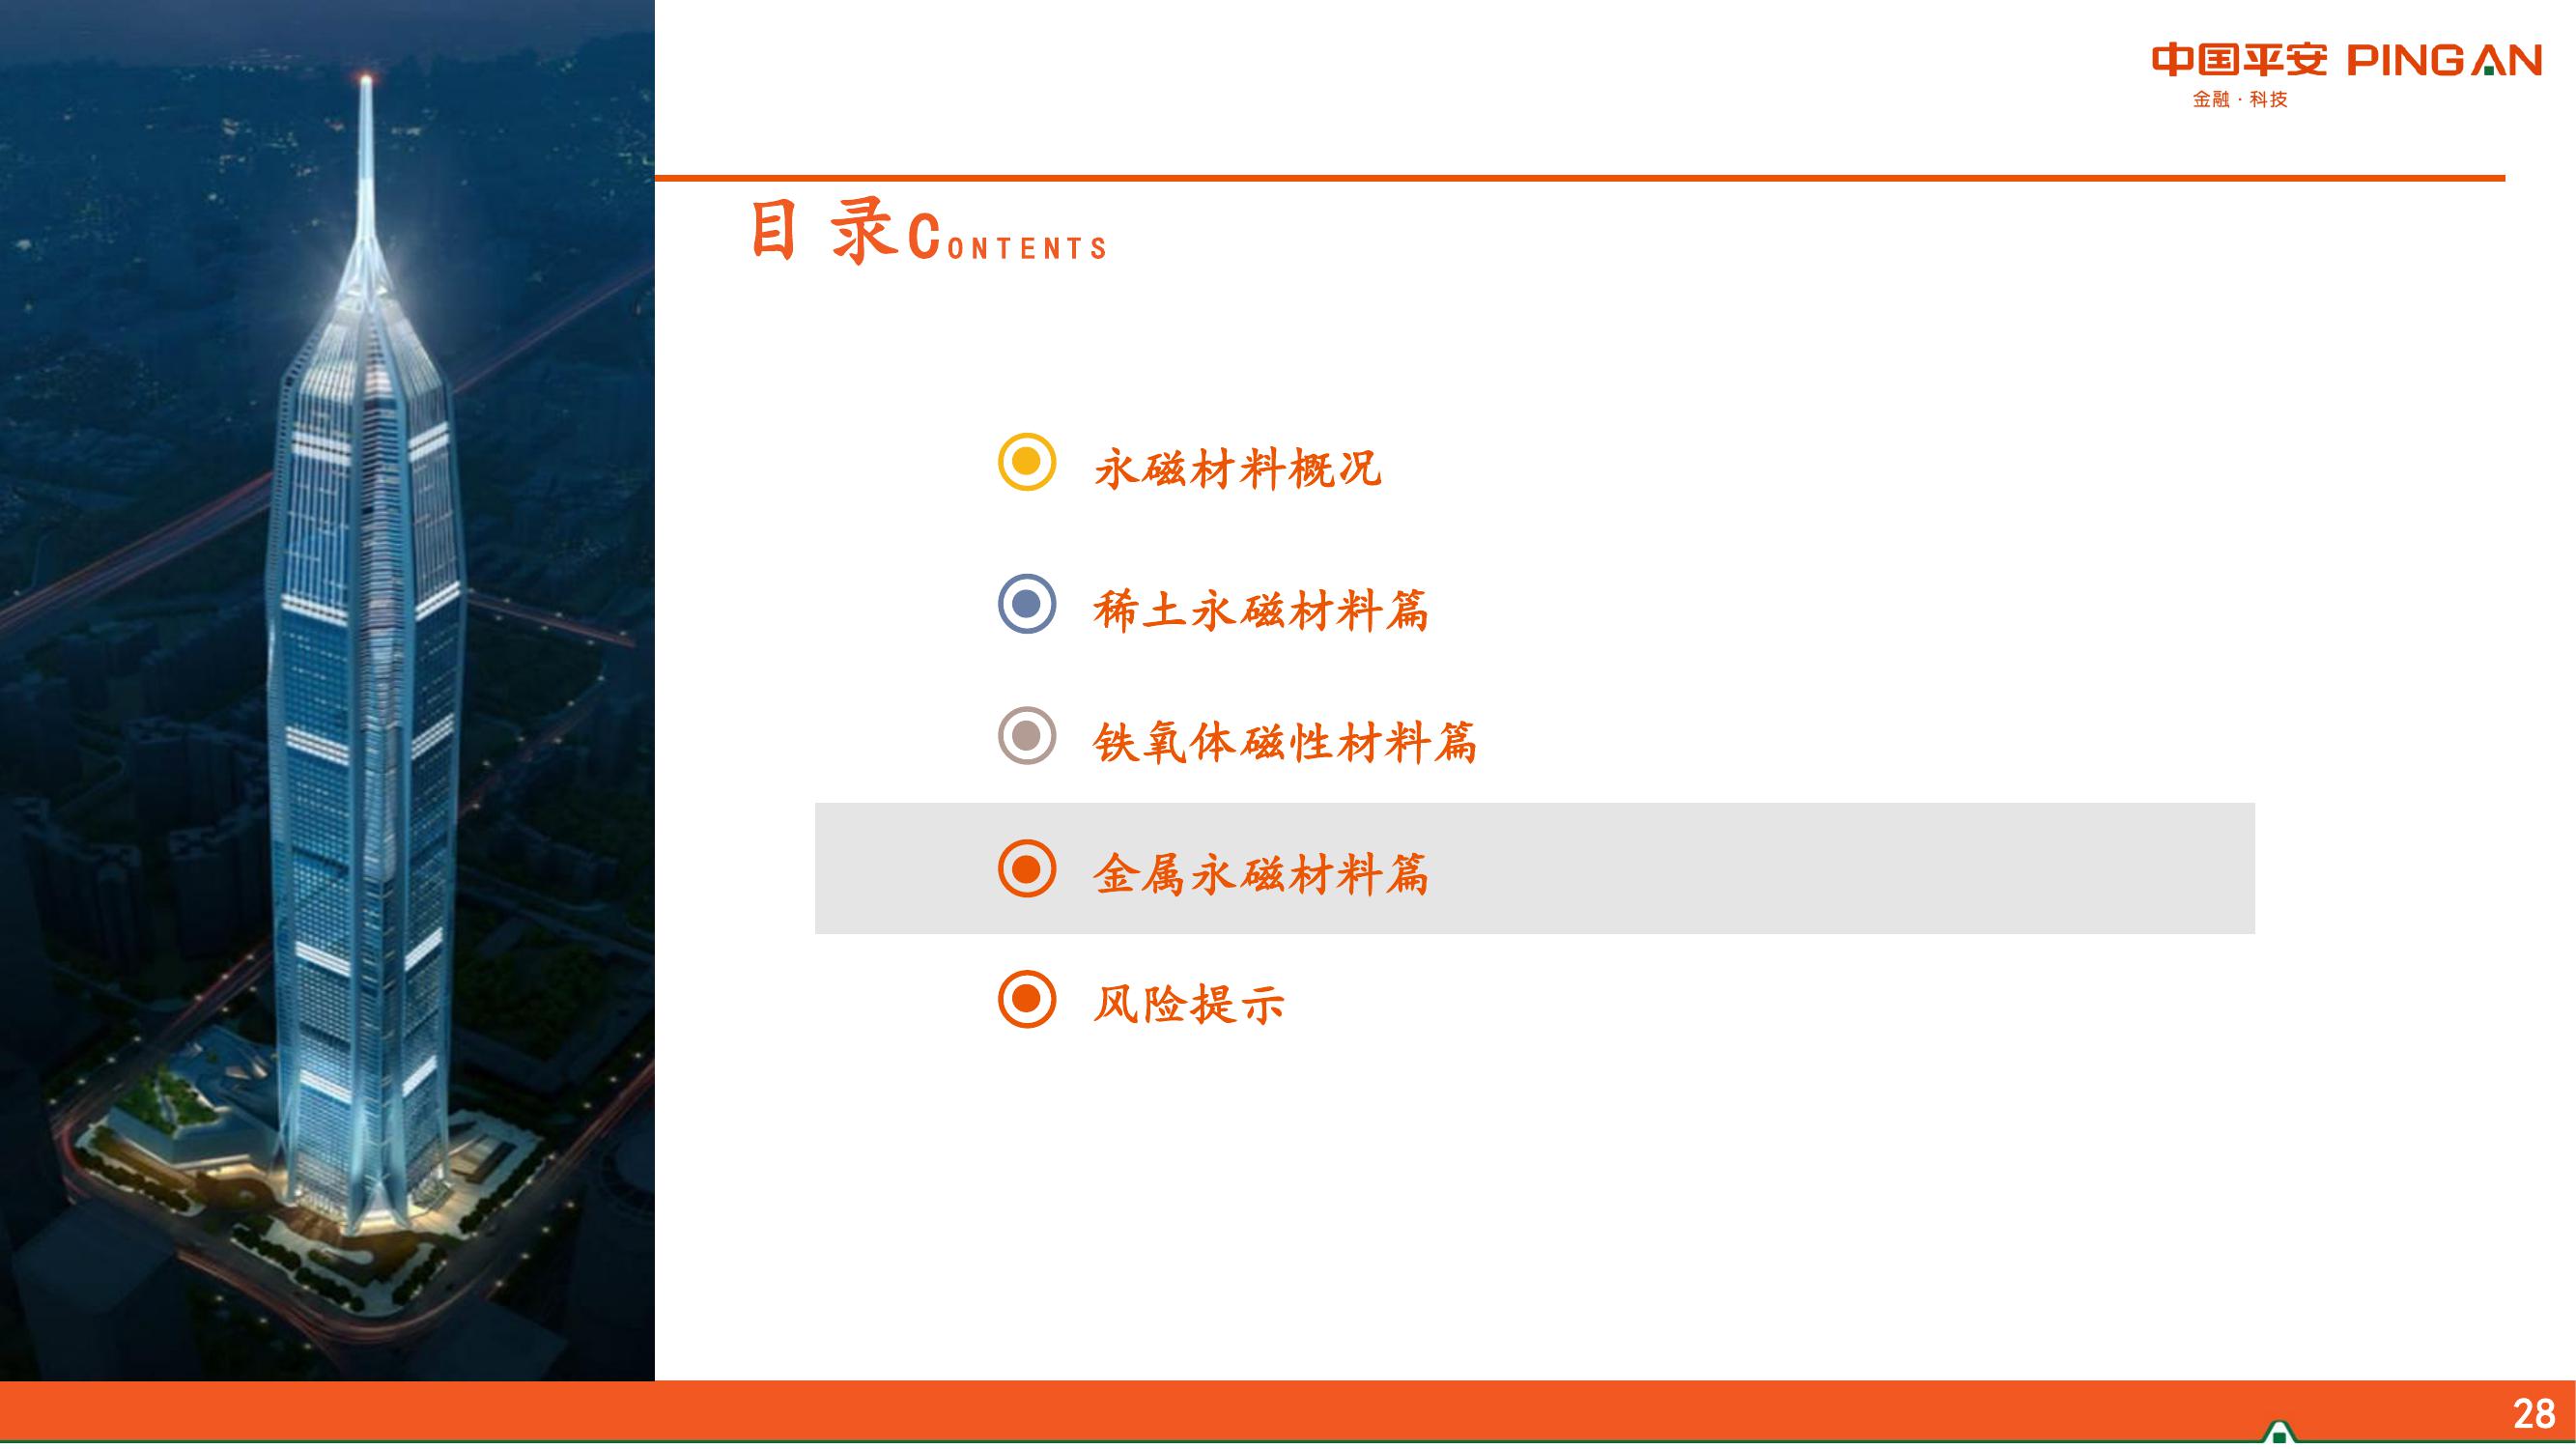 中国平安 PINGAN
金融·科技
目录CONTENTS
永磁材料概况
稀土永磁材料篇
铁氧体磁性材料篇
金属永磁材料篇
风险提示
28